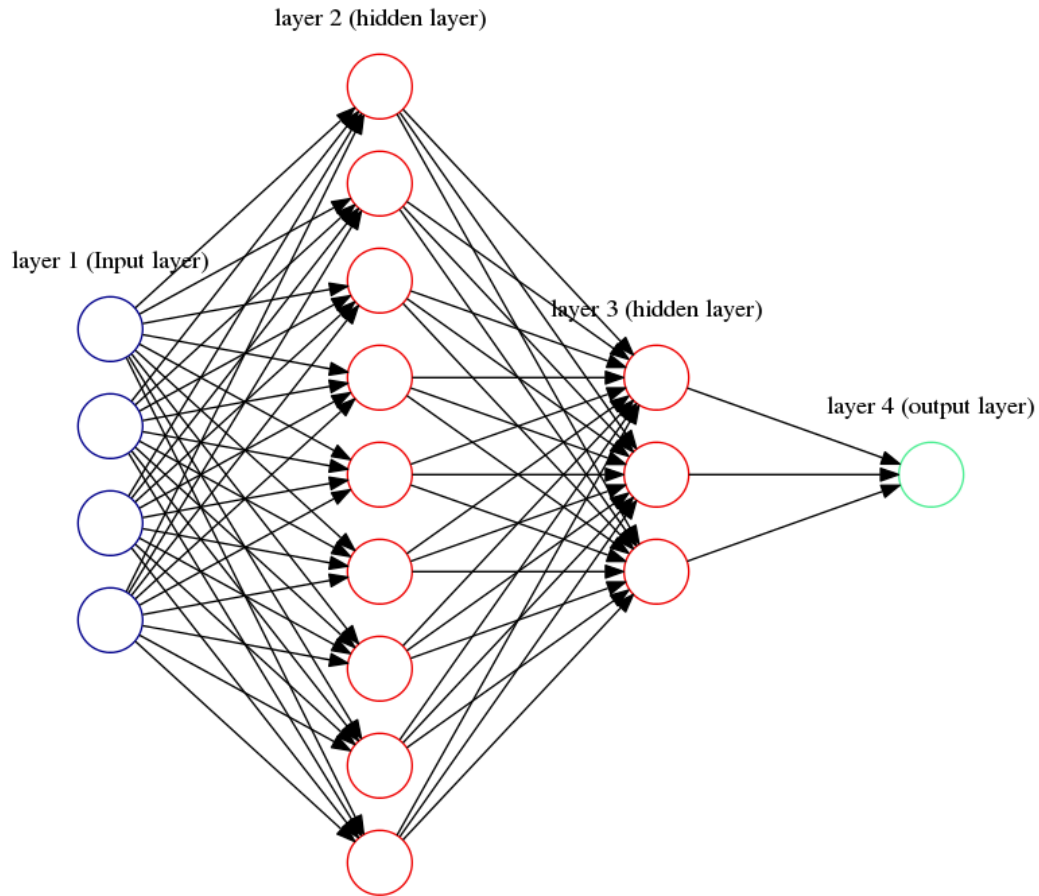 layer 2 (hidden layer)
layer 1 (Input layer)
layer 3 (hidden layer)
layer 4 (output layer)